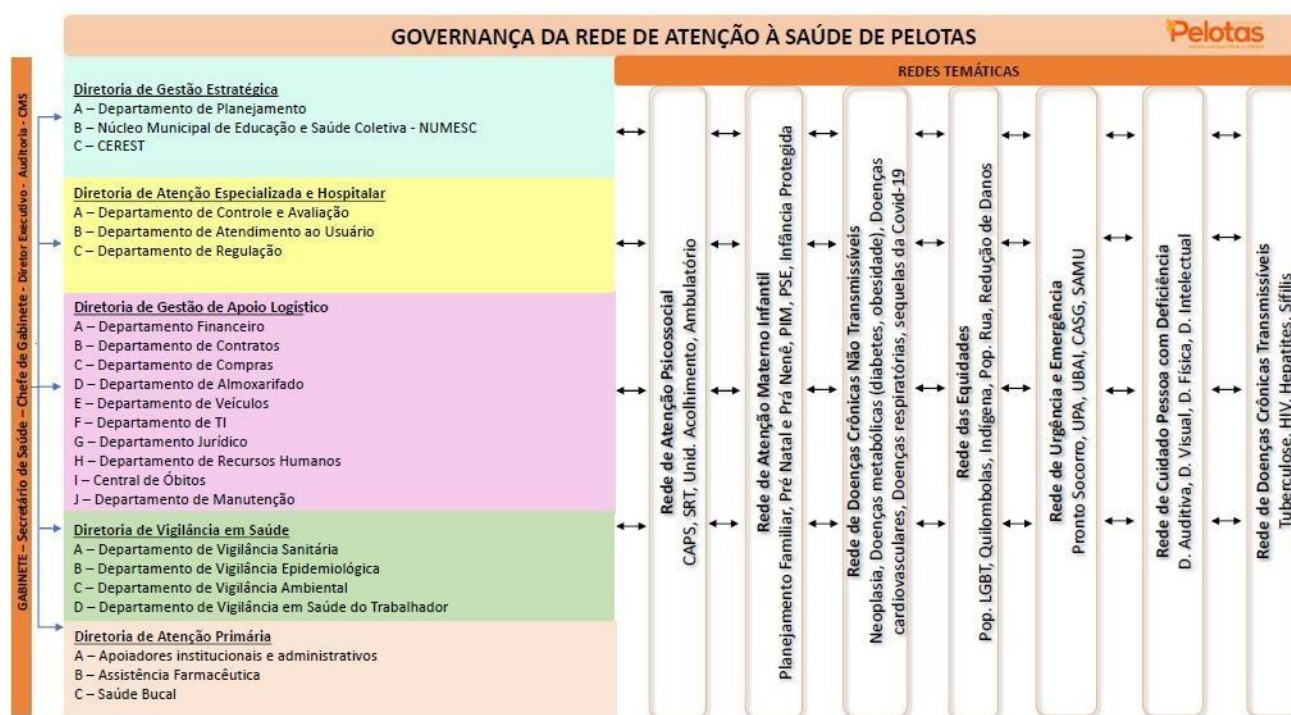 GOVERNANÇA DA REDE DE ATENÇÃO À SAÚDE DE PELOTAS
Pelotas
REDES TEMÁTICAS
GABINETE – Secretário de Saúde – Chefe de Gabinete - Diretor Executivo - Auditoria - CMS
Diretoria de Gestão Estratégica
A – Departamento de Planejamento
B – Núcleo Municipal de Educação e Saúde Coletiva - NUMESC
C – CEREST
Diretoria de Atenção Especializada e Hospitalar
A – Departamento de Controle e Avaliação
B – Departamento de Atendimento ao Usuário
C – Departamento de Regulação
Diretoria de Gestão de Apoio Logístico
A – Departamento Financeiro
B – Departamento de Contratos
C – Departamento de Compras
D – Departamento de Almoxarifado
E – Departamento de Veículos
F – Departamento de TI
G – Departamento Jurídico
H – Departamento de Recursos Humanos
I – Central de Óbitos
J – Departamento de Manutenção
Diretoria de Vigilância em Saúde
A – Departamento de Vigilância Sanitária
B – Departamento de Vigilância Epidemiológica
C – Departamento de Vigilância Ambiental
D – Departamento de Vigilância em Saúde do Trabalhador
Diretoria de Atenção Primária
A – Apoiadores institucionais e administrativos
B – Assistência Farmacêutica
C – Saúde Bucal
Rede de Atenção Psicossocial
CAPS, SRT, Unid. Acolhimento, Ambulatório
Rede de Atenção Materno Infantil
Planejamento Familiar, Pré Natal e Pré Nenê, PIM, PSE, Infância Protegida
Rede de Doenças Crônicas Não Transmissíveis
Neoplasia, Doenças metabólicas (diabetes, obesidade), Doenças
cardiovasculares, Doenças respiratórias, sequelas da Covid-19
Rede das Equidades
Pop. LGBT, Quilombolas, Indígena, Pop. Rua, Redução de Danos
Rede de Urgência e Emergência
Pronto Socorro, UPA, UBAI, CASG, SAMU
Rede de Cuidado Pessoa com Deficiência
D. Auditiva, D. Visual, D. Física, D. Intelectual
Rede de Doenças Crônicas Transmissíveis
Tuberculose, HIV, Hepatites, Sífilis